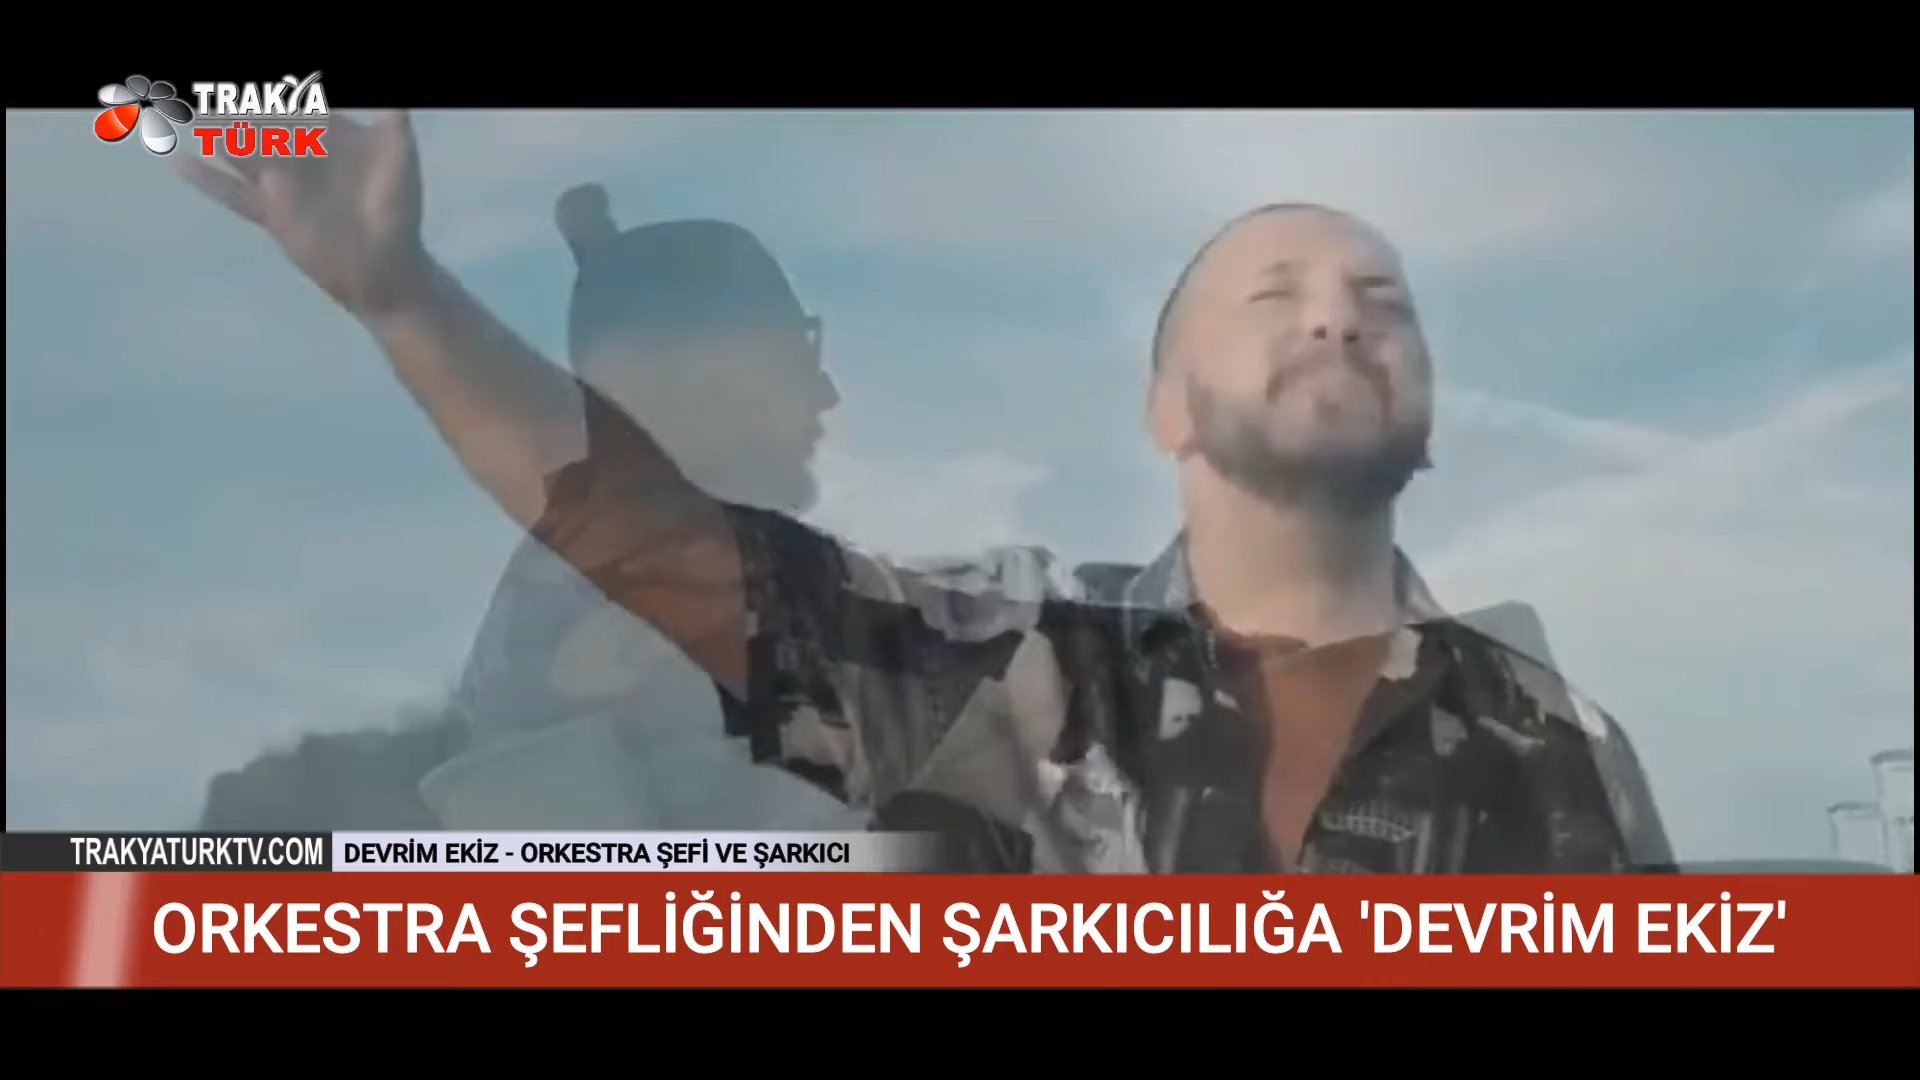 TRAKYA
TÜRK
TRAKYATURKTV.COM
DEVRİM EKİZ - ORKESTRA ŞEFİ VE ŞARKICI
ORKESTRA ŞEFLİĞİNDEN ŞARKICILIĞA 'DEVRİM EKİZ'